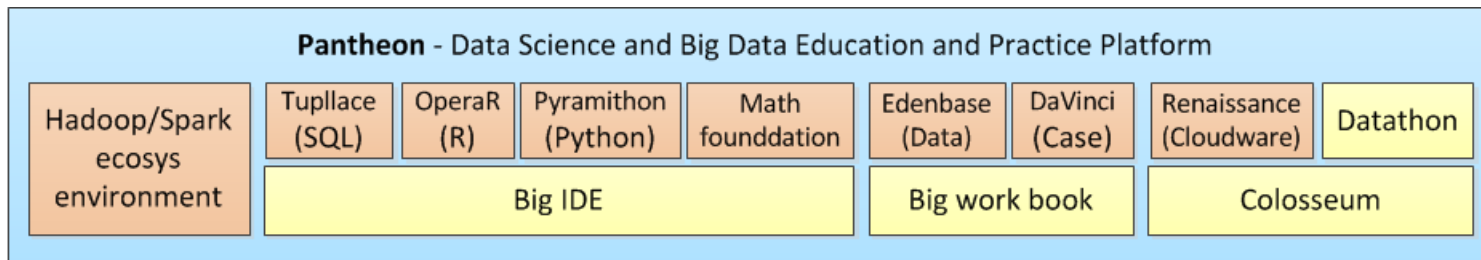 Pantheon - Data Science and Big Data Education and Practice Platform
Hadoop/Spark
ecosys
environment
Tupllace
(SQL)
OperaR
(R)
Pyramithon
(Python)
Math
founddation
Edenbase
(Data)
DaVinci
(Case)
Renaissance
(Cloudware)
Datathon
Big IDE
Big work book
Colosseum